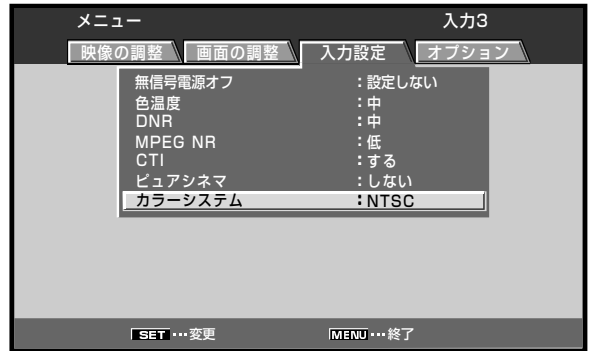 メニュー 入力3
映像の調整 画面の調整 入力設定 オプション
無信号電源オフ :設定しない
色温度 :中
DNR :中
MPEG NR :低
CTI :する
ピュアシネマ :しない
カラーシステム :NTSC
SET …変更 MENU …終了